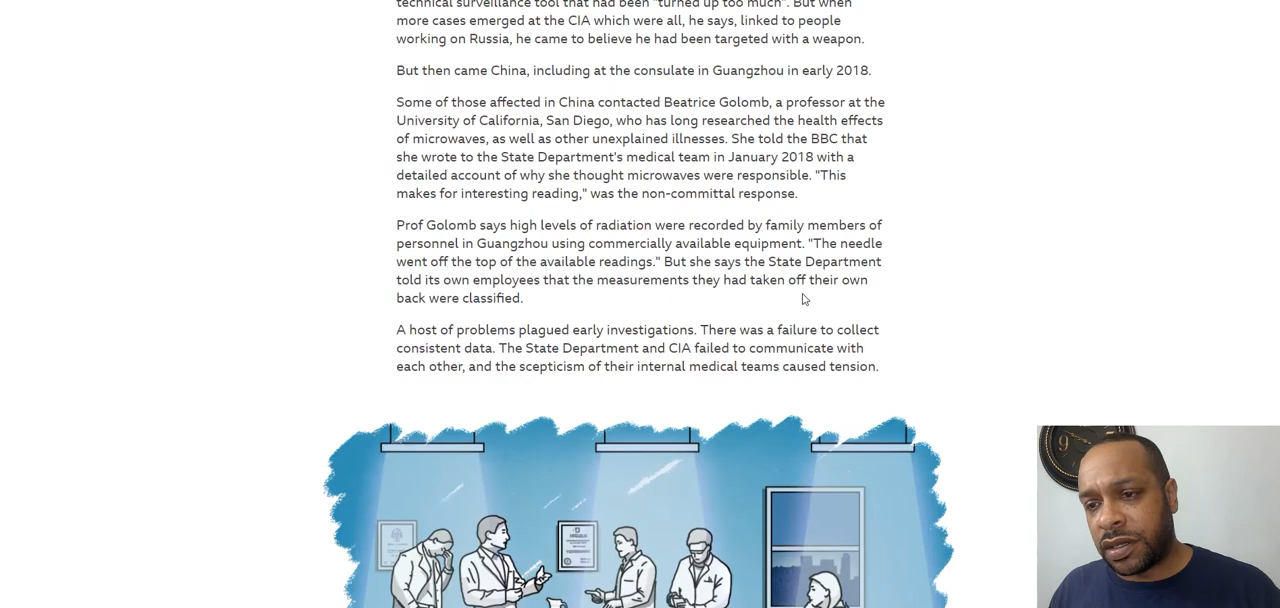 technical surveillance tool that had been "turned up too much". But when
more cases emerged at the CIA which were all, he says, linked to people
working on Russia, he came to believe he had been targeted with a weapon.
But then came China, including at the consulate in Guangzhou in early 2018.
Some of those affected in China contacted Beatrice Golomb, a professor at the
University of California, San Diego, who has long researched the health effects
of microwaves, as well as other unexplained illnesses. She told the BBC that
she wrote to the State Department's medical team in January 2018 with a
detailed account of why she thought microwaves were responsible. "This
makes for interesting reading," was the non-committal response.
Prof Golomb says high levels of radiation were recorded by family members of
personnel in Guangzhou using commercially available equipment. "The needle
went off the top of the available readings." But she says the State Department
told its own employees that the measurements they had taken off their own
back were classified.
A host of problems plagued early investigations. There was a failure to collect
consistent data. The State Department and CIA failed to communicate with
each other, and the scepticism of their internal medical teams caused tension.